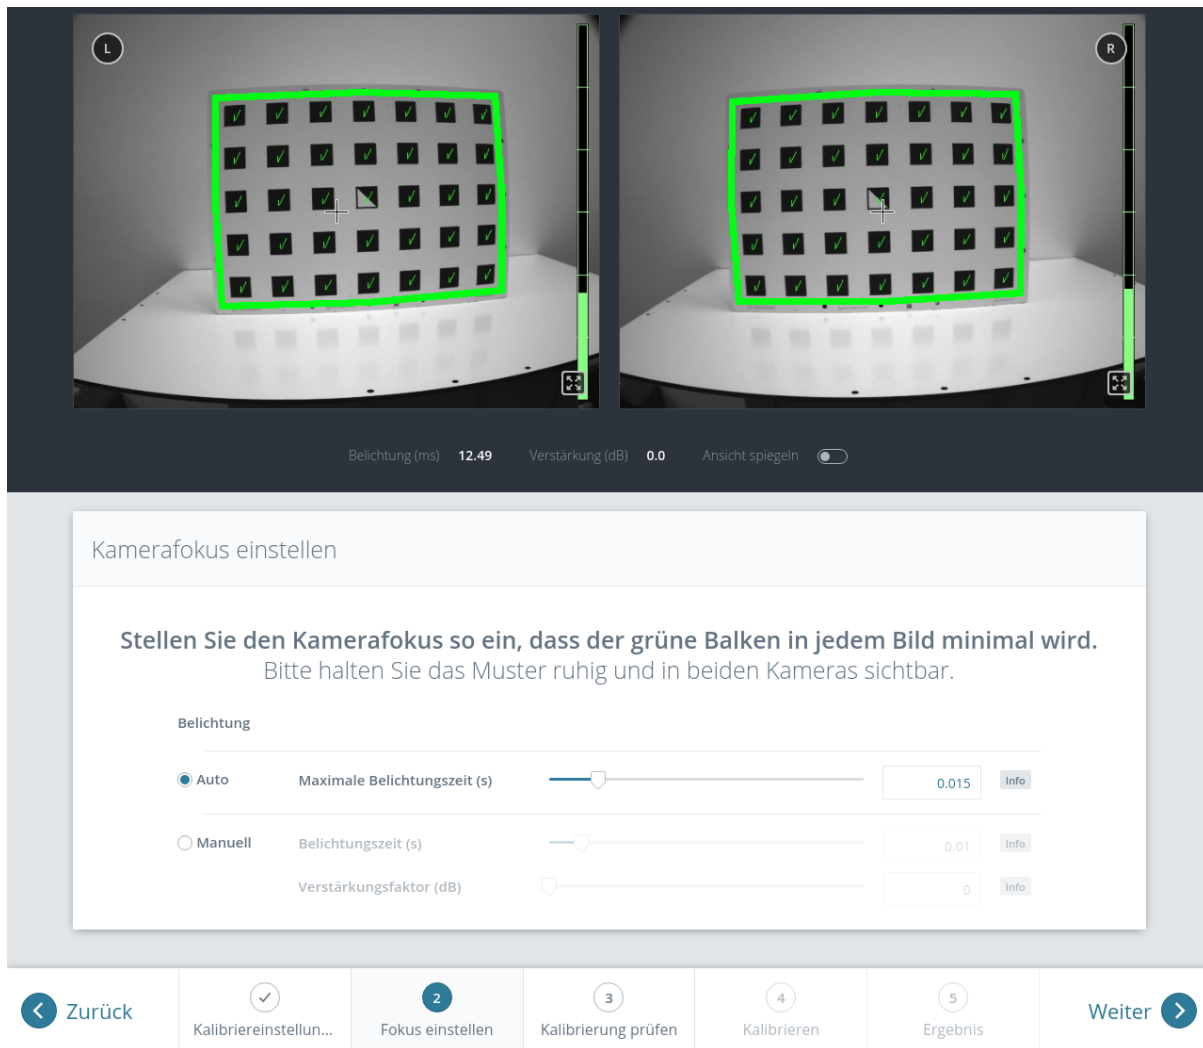 L
R
Belichtung (ms) 12.49 Verstärkung (dB) 0.0 Ansicht spiegeln
Kamerafokus einstellen
Stellen Sie den Kamerafokus so ein, dass der grüne Balken in jedem Bild minimal wird.
Bitte halten Sie das Muster ruhig und in beiden Kameras sichtbar.
Belichtung
Auto Maximale Belichtungszeit (s) 0.015 Info
Manuell Belichtungszeit (s) 0.01 Info
Verstärkungsfaktor (dB) 0 Info
Zurück
Kalibriereinstellun...
2
Fokus einstellen
3
Kalibrierung prüfen
4
Kalibrieren
5
Ergebnis
Weiter